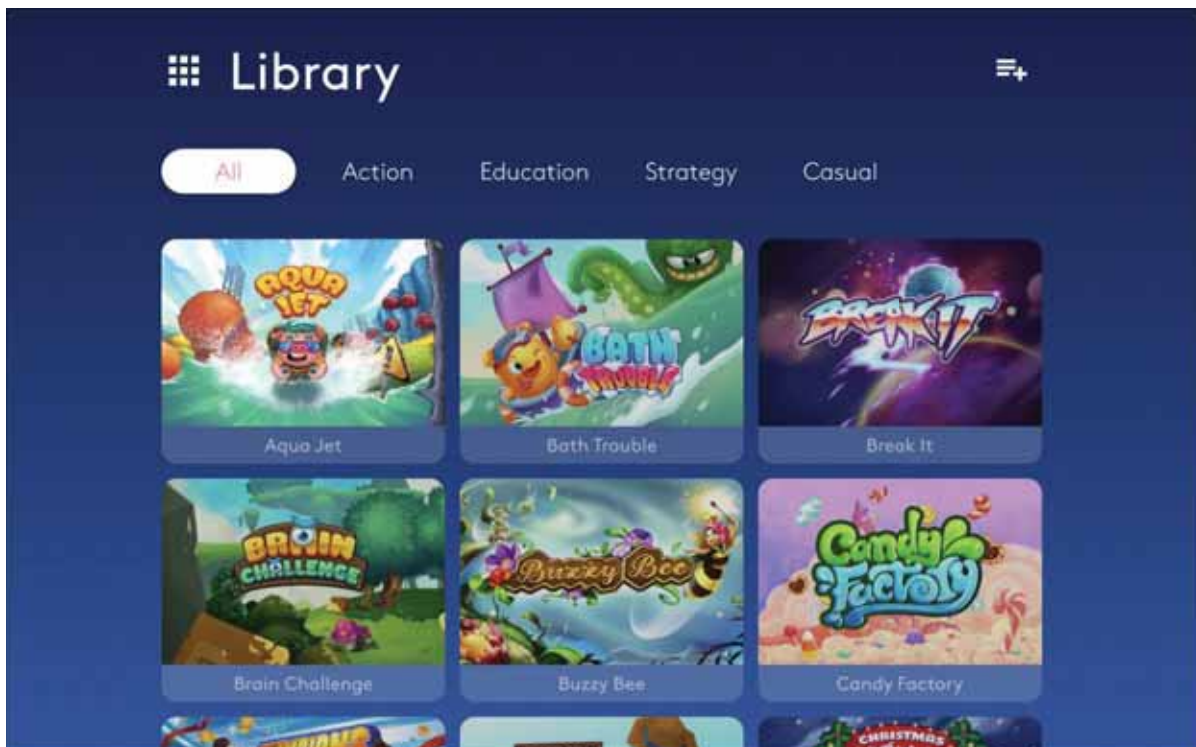 Library
All
Action
Education
Strategy
Casual
AQUA
JET
BATH
TROUBLE
BREAK IT
Aqua Jet
Bath Trouble
Break It
BRAIN
CHALLENGE
Buzzy Bee
Candy
Factory
Brain Challenge
Buzzy Bee
Candy Factory
CHRISTMAS